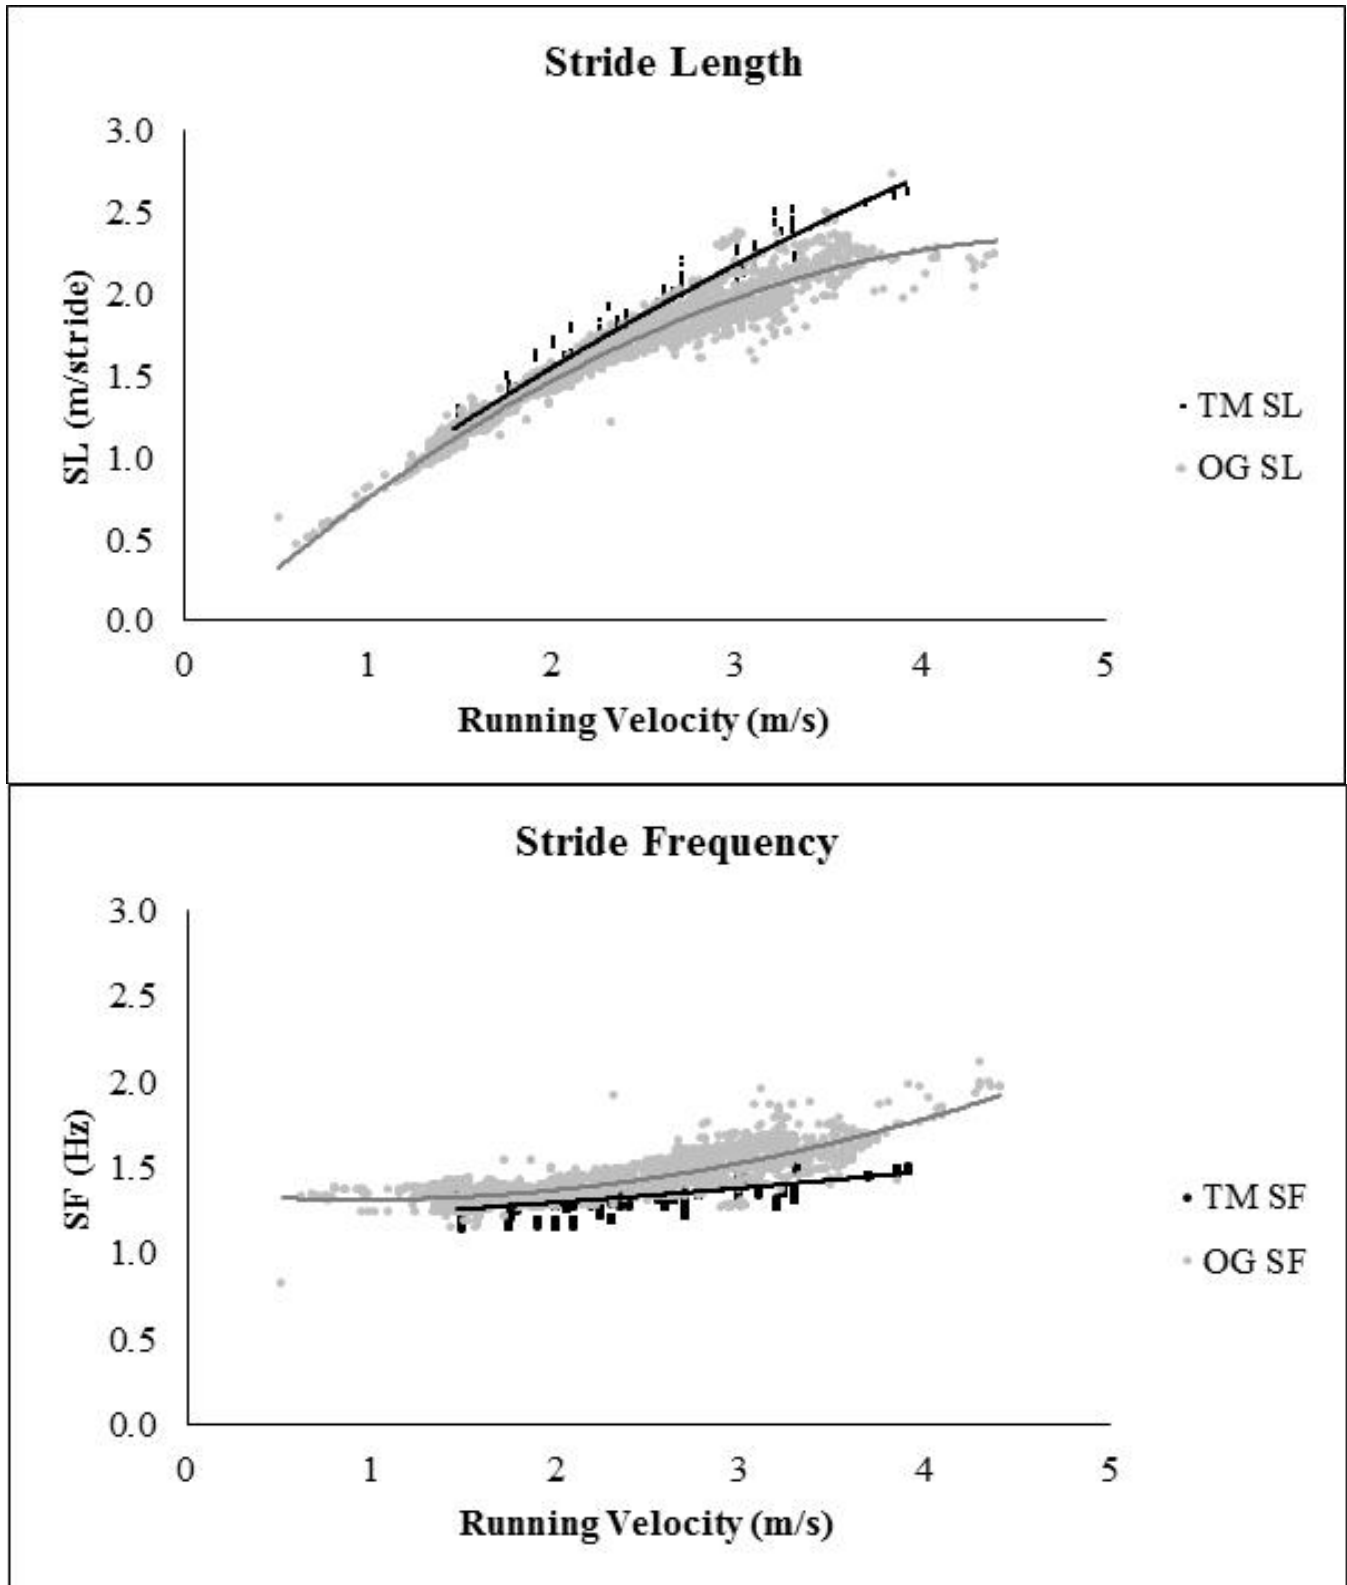 Stride Length
3.0
2.5
2.0
1.5
1.0
0.5
0.0
SL (m/stride)
0 1 2 3 4 5
Running Velocity (m/s)
TM SL
OG SL
Stride Frequency
3.0
2.5
2.0
1.5
1.0
0.5
0.0
SF (Hz)
0 1 2 3 4 5
Running Velocity (m/s)
TM SF
OG SF